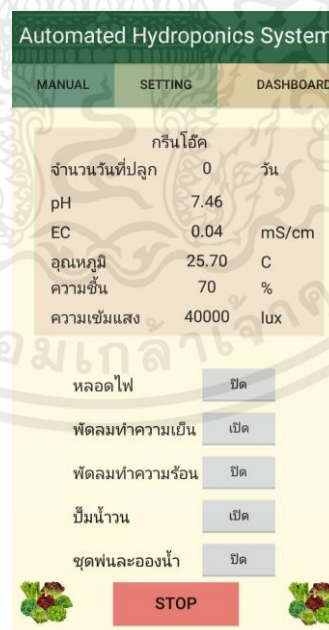 Automated Hydroponics System
MANUAL SETTING DASHBOARD
กรีนโอ๊ค
จำนวนวันที่ปลูก 0 วัน
pH 7.46
EC 0.04 mS/cm
อุณหภูมิ 25.70 C
ความชื้น 70 %
ความเข้มแสง 40000 lux
หลอดไฟ ปิด
พัดลมทำความเย็น เปิด
พัดลมทำความร้อน ปิด
ปั๊มน้ำวน เปิด
ชุดพ่นละอองน้ำ ปิด
STOP